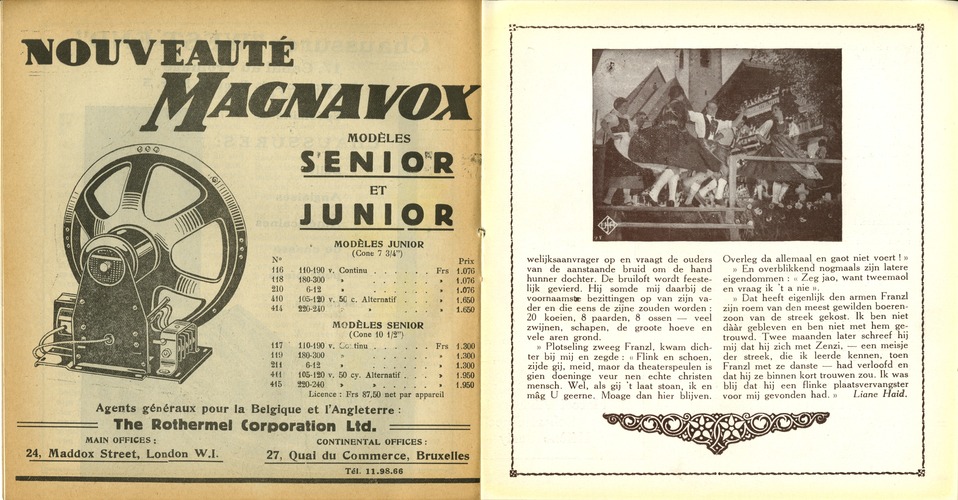 NOUVEAUTÉ
MAGNAVOX
MODÈLES
SENIOR
ET
JUNIOR
MODÈLES JUNIOR
(Cone 7 3/4")
N° Prix
116 110-190 v. Continu . . . . . . Frs 1.076
118 180-300 » . . . . . . » 1.076
210 6-12 » . . . . . . » 1.076
410 105-120 v. 50 c. Alternatif . . . . » 1.650
414 220-240 » » . . . . » 1.650
MODÈLES SENIOR
(Cone 10 1/2")
117 110-190 v. Continu . . . . . . Frs 1.300
119 180-300 » . . . . . . » 1.300
211 6-12 » . . . . . . » 1.300
411 105-120 v. 50 cy. Alternatif . . . . » 1.950
415 220-240 » » » . . . . » 1.950
Licence : Frs 87,50 net par appareil
Agents généraux pour la Belgique et l'Angleterre :
The Rothermel Corporation Ltd.
MAIN OFFICES :
24, Maddox Street, London W.I.
CONTINENTAL OFFICES :
27, Quai du Commerce, Bruxelles
Tél. 11.98.66
UFA
welijksaanvrager op en vraagt de ouders
van de aanstaande bruid om de hand
hunner dochter. De bruiloft wordt feeste-
lijk gevierd. Hij somde mij daarbij de
voornaamste bezittingen op van zijn va-
der en die eens de zijne zouden worden :
20 koeien, 8 paarden, 8 ossen — veel
zwijnen, schapen, de groote hoeve en
vele aren grond.
» Plotseling zweeg Franzl, kwam dich-
ter bij mij en zegde : « Flink en schoen,
zijde gij, meid, maor da theaterspeulen is
gien doeninge veur nen echte christen
mensch. Wel, als gij 't laat stoan, ik en
mâg U geerne. Moage dan hier blijven.
Overleg da allemaal en gaot niet voert ! »
» En overblikkend nogmaals zijn latere
eigendommen : « Zeg jao, want tweemaol
en vraag ik 't a nie ».
» Dat heeft eigenlijk den armen Franzl
zijn roem van den meest gewilden boeren-
zoon van de streek gekost. Ik ben niet
dààr gebleven en ben niet met hem ge-
trouwd. Twee maanden later schreef hij
mij dat hij zich met Zenzi, — een meisje
der streek, die ik leerde kennen, toen
Franzl met ze danste — had verloofd en
dat hij ze binnen kort trouwen zou. Ik was
blij dat hij een flinke plaatsvervangster
voor mij gevonden had. » Liane Haid.